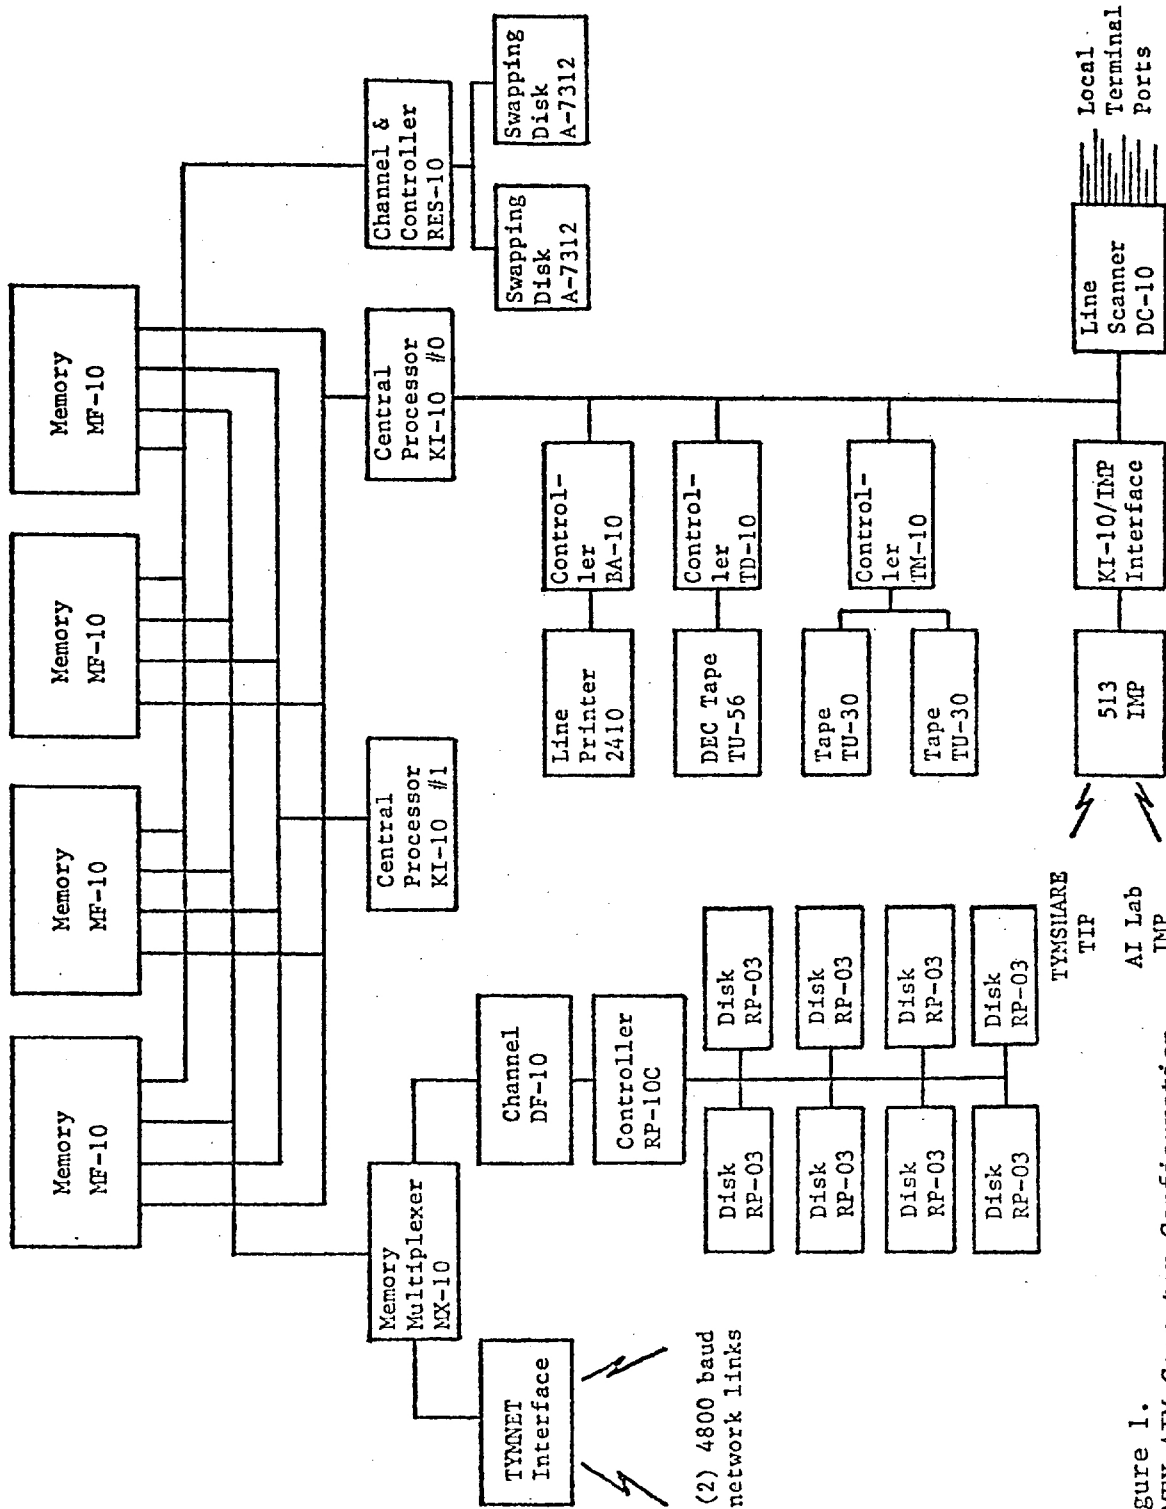 Memory
MF-10
Memory
MF-10
Memory
MF-10
Memory
MF-10
Memory
Multiplexer
MX-10
Central
Processor
KI-10 #1
Central
Processor
KI-10 #0
Channel &
Controller
RES-10
TYMNET
Interface
(2) 4800 baud
network links
Channel
DF-10
Controller
RP-10C
Disk
RP-03
Disk
RP-03
Disk
RP-03
Disk
RP-03
Disk
RP-03
Disk
RP-03
Disk
RP-03
Disk
RP-03
Swapping
Disk
A-7312
Swapping
Disk
A-7312
Line
Printer
2410
Control-
ler
BA-10
DEC Tape
TU-56
Control-
ler
TD-10
Tape
TU-30
Tape
TU-30
Control-
ler
TM-10
TYMSHARE
TIP
AI Lab
IMP
513
IMP
KI-10/IMP
Interface
Line
Scanner
DC-10
Local
Terminal
Ports
gure 1.